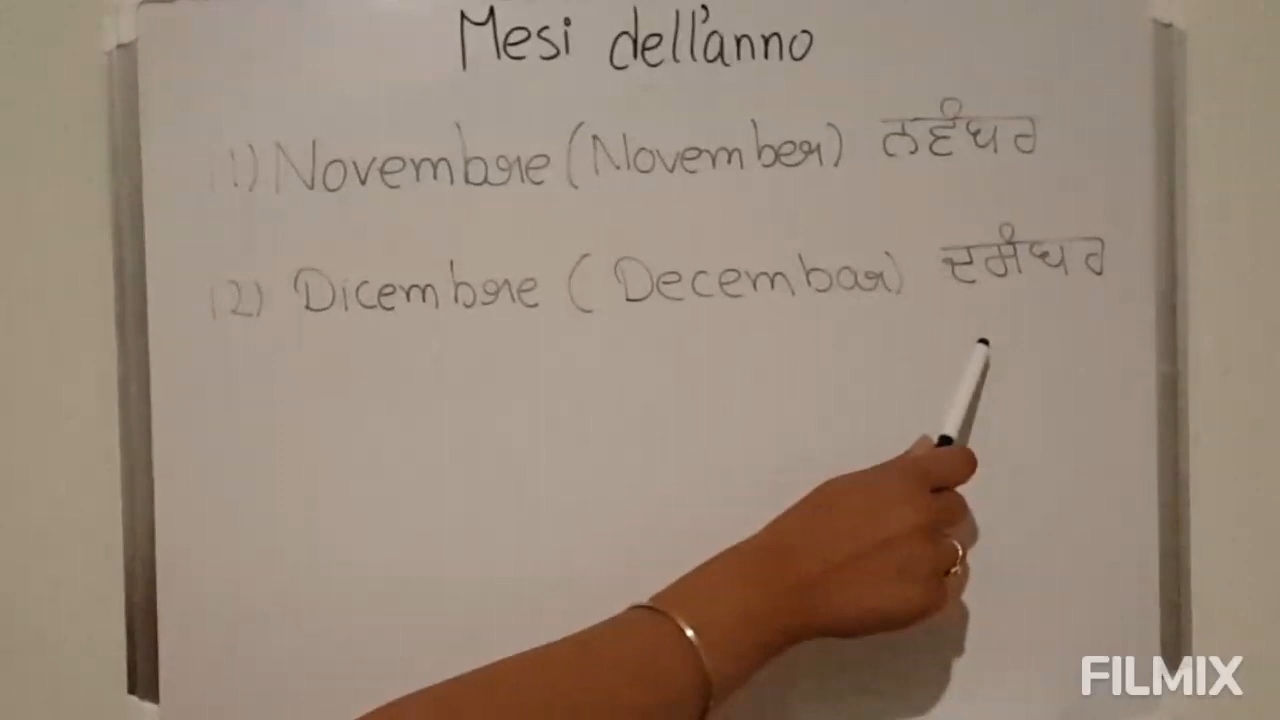 Mesi dell'anno
11) Novembre (November) ਨਵੰਬਰ
12) Dicembre (Decembar) ਦਸੰਬਰ
FILMIX